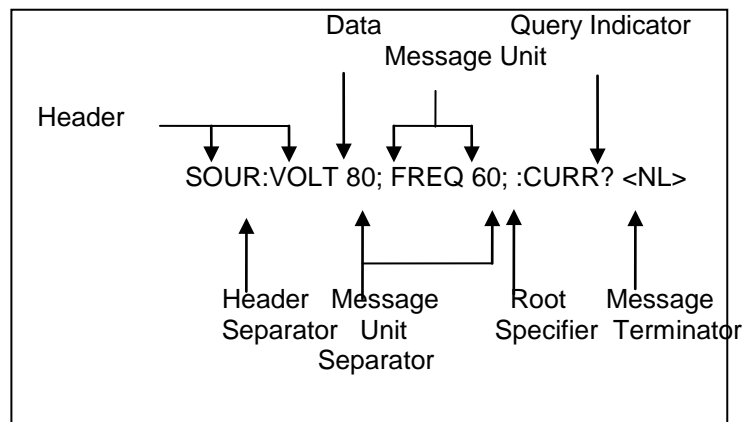 Data
Query Indicator
Message Unit
Header
SOUR:VOLT 80; FREQ 60; :CURR? <NL>
Header Separator
Message Unit Separator
Root Specifier
Message Terminator